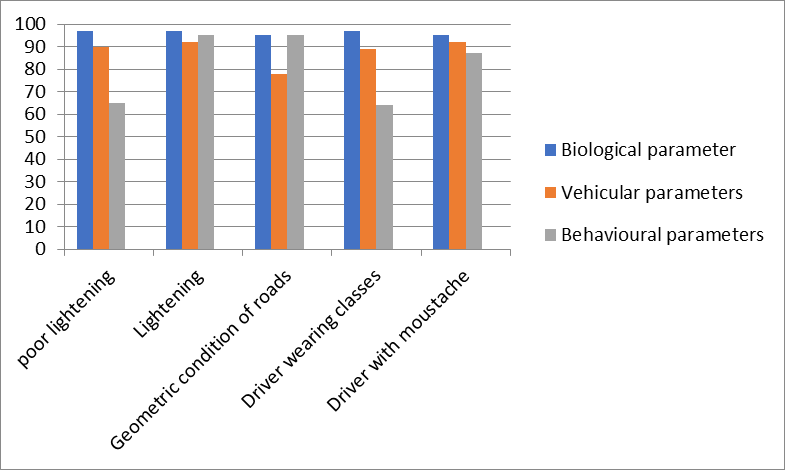 100
90
80
70
60
50
40
30
20
10
0
poor lightening
Lightening
Geometric condition of roads
Driver wearing classes
Driver with moustache
Biological parameter
Vehicular parameters
Behavioural parameters